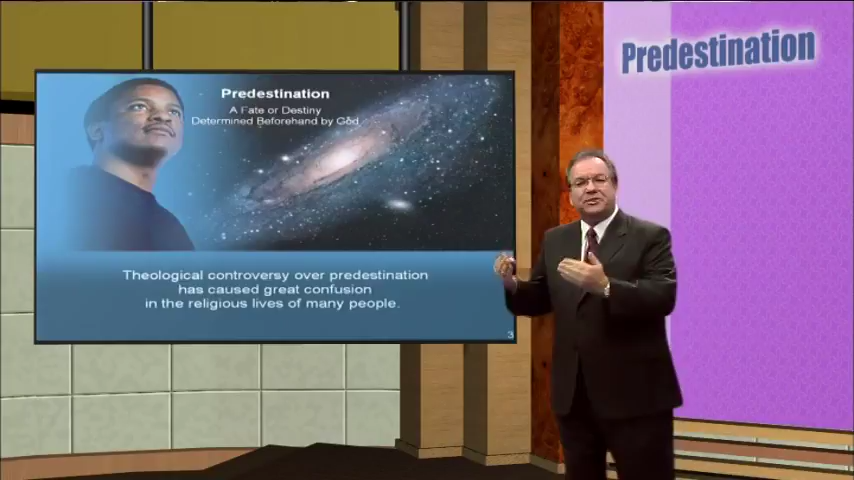 Predestination
Predestination
A Fate or Destiny
Determined Beforehand by God
Theological controversy over predestination
has caused great confusion
in the religious lives of many people.
3